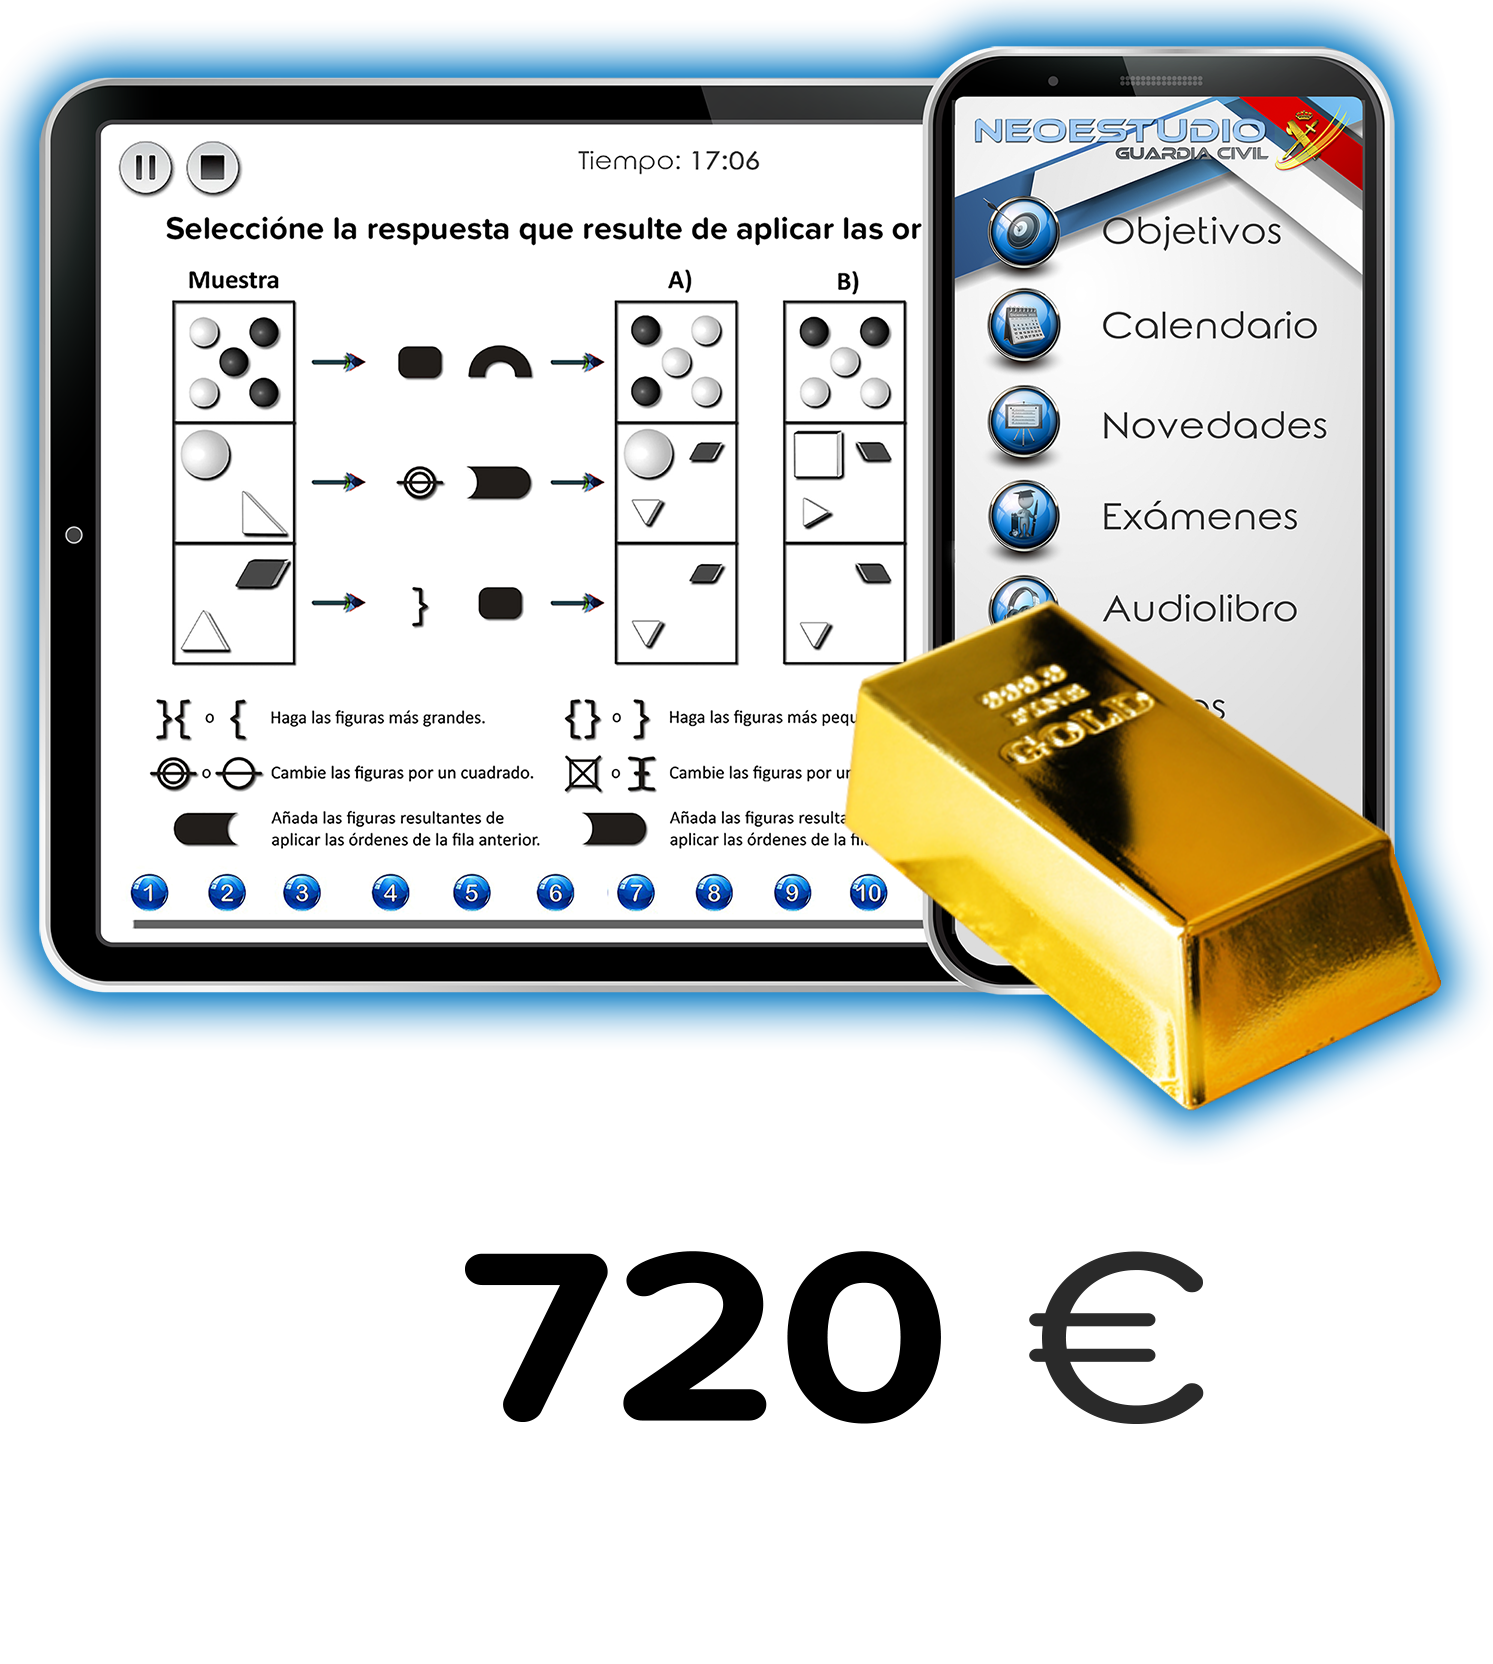 Tiempo: 17:06
Seleccióne la respuesta que resulte de aplicar las or
Muestra
A)
B)
o
Haga las figuras más grandes.
o
Haga las figuras más pequ
o
Cambie las figuras por un cuadrado.
o
Cambie las figuras por un
Añada las figuras resultantes de
aplicar las órdenes de la fila anterior.
Añada las figuras resulta
aplicar las órdenes de la fil
1 2 3 4 5 6 7 8 9 10
NEOESTUDIO
GUARDIA CIVIL
Objetivos
Calendario
Novedades
Exámenes
Audiolibro
os
999.9
FINE
GOLD
720 €